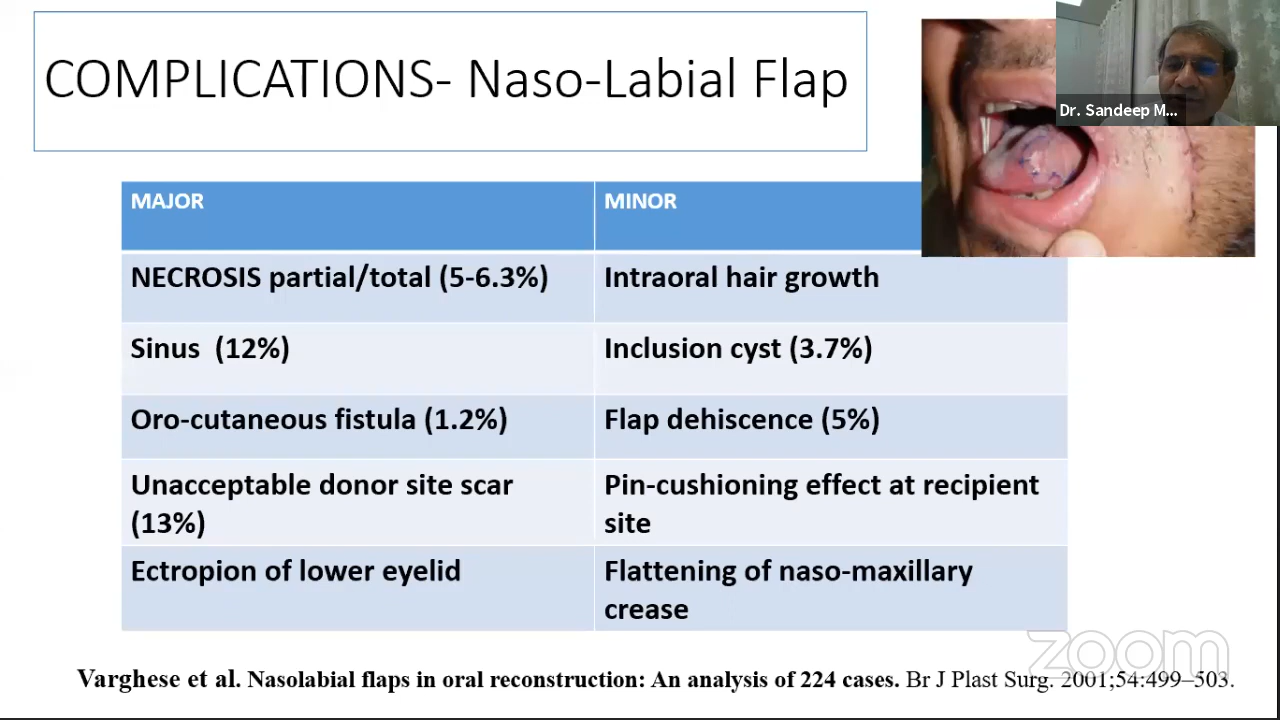 COMPLICATIONS- Naso-Labial Flap
Dr. Sandeep M...
MAJOR
MINOR
NECROSIS partial/total (5-6.3%)
Intraoral hair growth
Sinus (12%)
Inclusion cyst (3.7%)
Oro-cutaneous fistula (1.2%)
Flap dehiscence (5%)
Unacceptable donor site scar
(13%)
Pin-cushioning effect at recipient
site
Ectropion of lower eyelid
Flattening of naso-maxillary
crease
zoom
Varghese et al. Nasolabial flaps in oral reconstruction: An analysis of 224 cases. Br J Plast Surg. 2001;54:499–503.